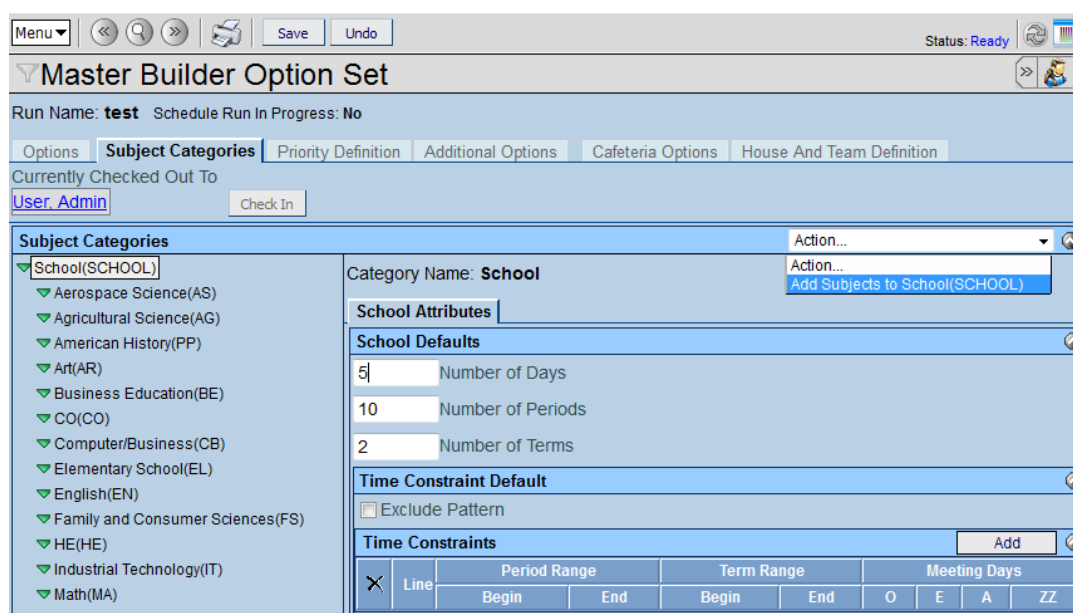 Menu Save Undo Status: Ready
Master Builder Option Set
Run Name: test Schedule Run In Progress: No
Options Subject Categories Priority Definition Additional Options Cafeteria Options House And Team Definition
Currently Checked Out To
User, Admin Check In
Subject Categories Action...
Action...
Add Subjects to School(SCHOOL)
School(SCHOOL)
Aerospace Science(AS)
Agricultural Science(AG)
American History(PP)
Art(AR)
Business Education(BE)
CO(CO)
Computer/Business(CB)
Elementary School(EL)
English(EN)
Family and Consumer Sciences(FS)
HE(HE)
Industrial Technology(IT)
Math(MA)
Category Name: School
School Attributes
School Defaults
5 Number of Days
10 Number of Periods
2 Number of Terms
Time Constraint Default
Exclude Pattern
Time Constraints Add
Line Period Range Term Range Meeting Days
Begin End Begin End O E A ZZ